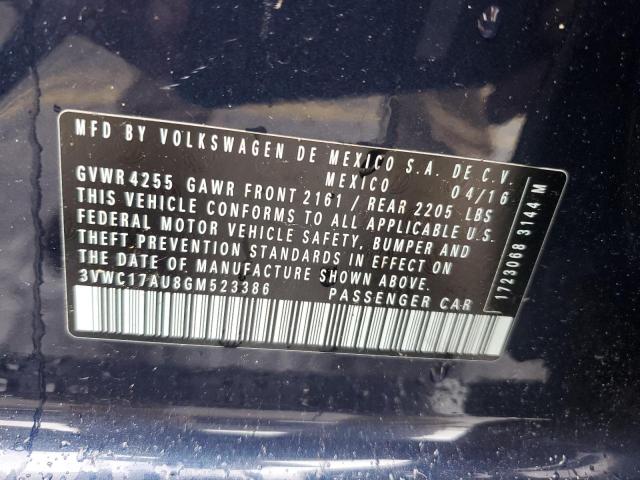 MFD BY VOLKSWAGEN DE MEXICO S.A. DE C.V.
MEXICO 04/16
GVWR 4255 GAWR FRONT 2161 / REAR 2205 LBS
THIS VEHICLE CONFORMS TO ALL APPLICABLE U.S.
FEDERAL MOTOR VEHICLE SAFETY, BUMPER AND
THEFT PREVENTION STANDARDS IN EFFECT ON
THE DATE OF MANUFACTURE SHOWN ABOVE.
3VWC17AU8GM523386 PASSENGER CAR
1723068 3144 M